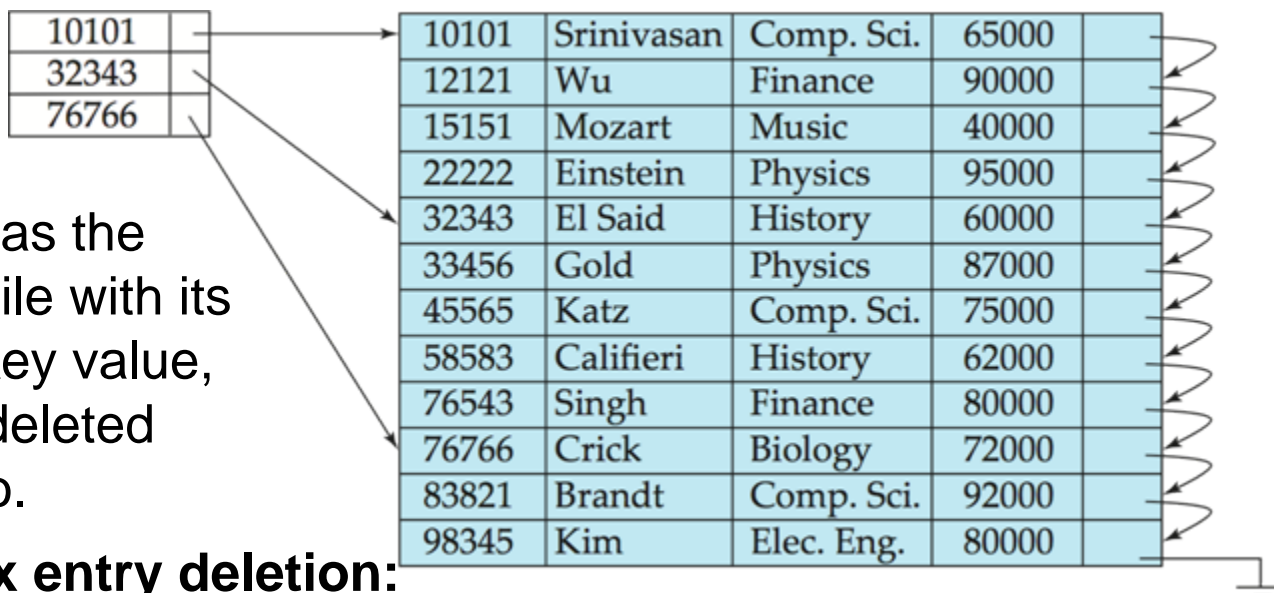 10101
32343
76766
10101 Srinivasan Comp. Sci. 65000
12121 Wu Finance 90000
15151 Mozart Music 40000
22222 Einstein Physics 95000
32343 El Said History 60000
33456 Gold Physics 87000
45565 Katz Comp. Sci. 75000
58583 Califieri History 62000
76543 Singh Finance 80000
76766 Crick Biology 72000
83821 Brandt Comp. Sci. 92000
98345 Kim Elec. Eng. 80000
as the
ile with its
ey value,
deleted
o.
x entry deletion: